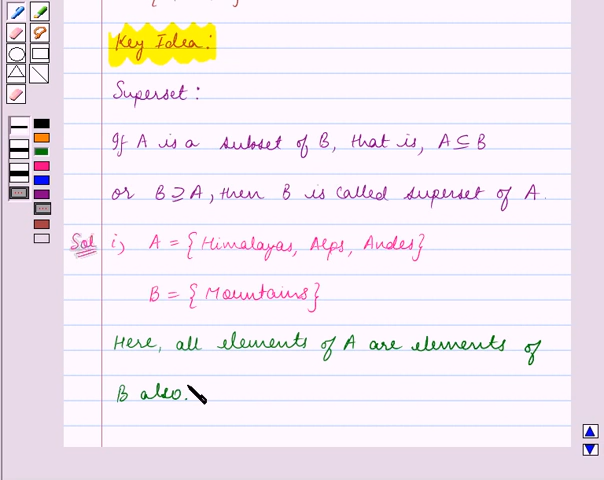 Key Idea:
Superset:
If A is a subset of B, that is, A ⊆ B
or B ⊇ A, then B is called superset of A.
Sol i, A = {Himalayas, Alps, Andes}
B = {Mountains}
Here, all elements of A are elements of
B also.